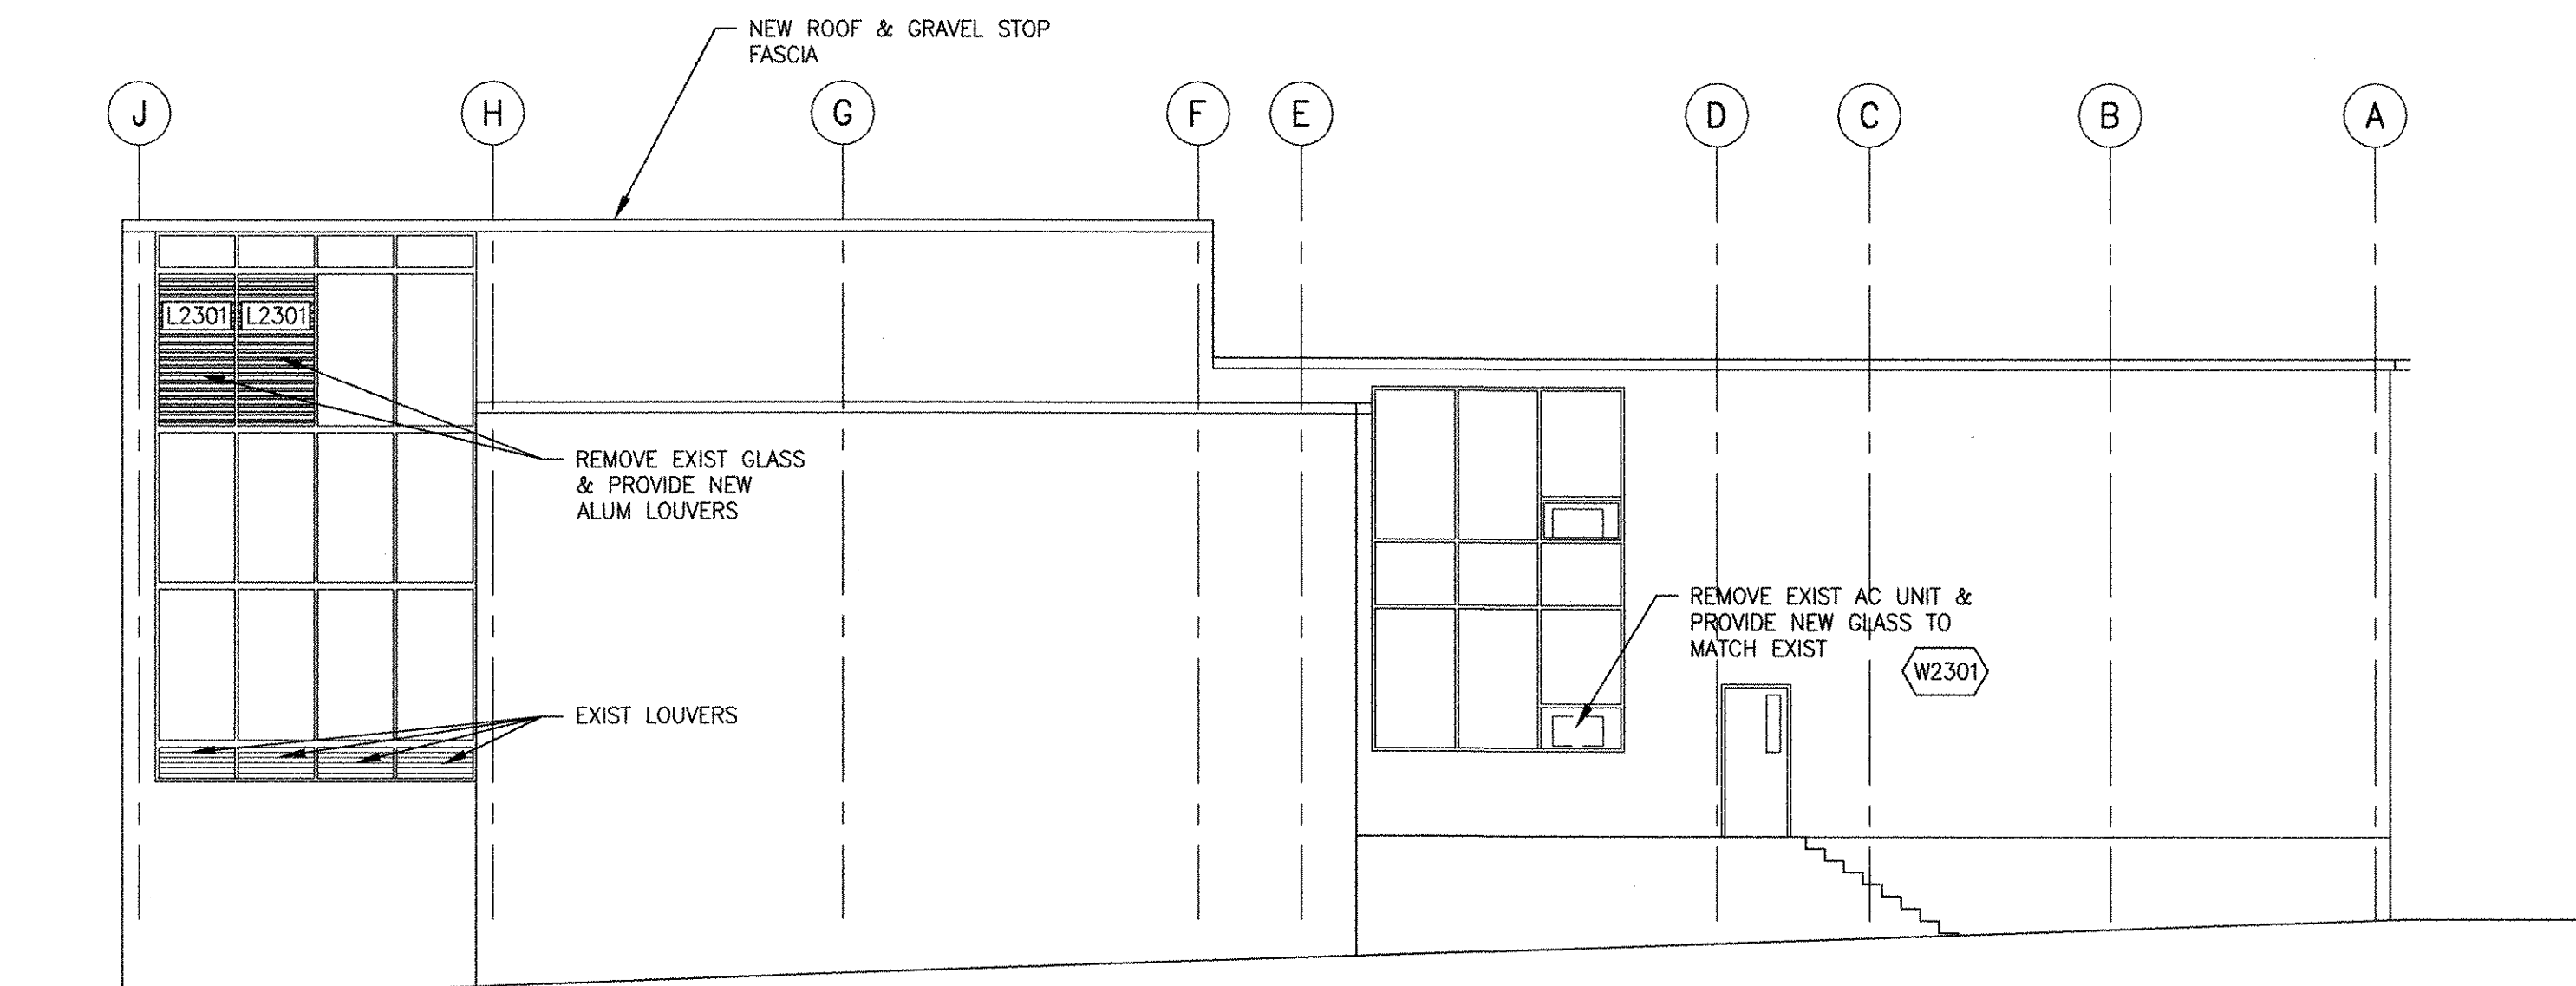 NEW ROOF & GRAVEL STOP
FASCIA
J
H
G
F
E
D
C
B
A
L2301
L2301
REMOVE EXIST GLASS
& PROVIDE NEW
ALUM LOUVERS
REMOVE EXIST AC UNIT &
PROVIDE NEW GLASS TO
MATCH EXIST
W2301
EXIST LOUVERS